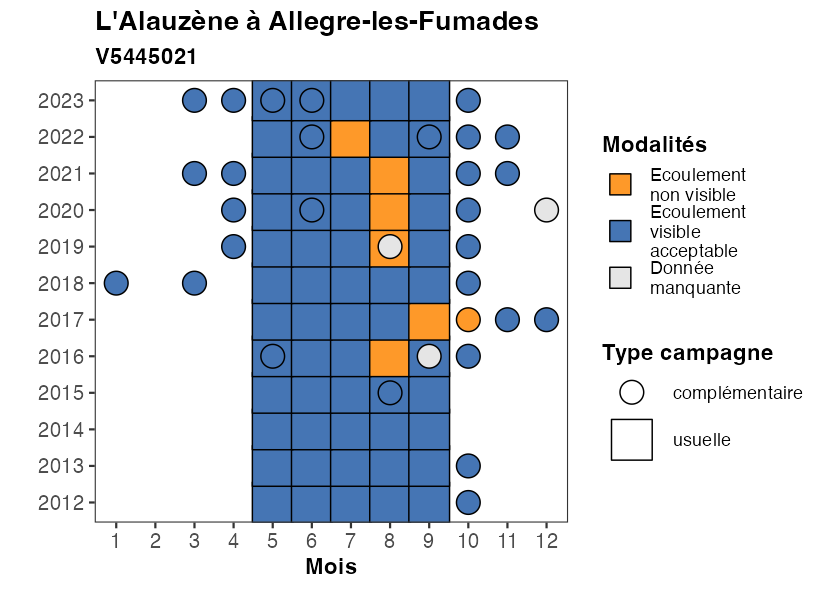 L'Alauzène à Allegre-les-Fumades
V5445021
2023
2022
2021
2020
2019
2018
2017
2016
2015
2014
2013
2012
1 2 3 4 5 6 7 8 9 10 11 12
Mois
Modalités
Ecoulement
non visible
Ecoulement
visible
acceptable
Donnée
manquante
Type campagne
complémentaire
usuelle